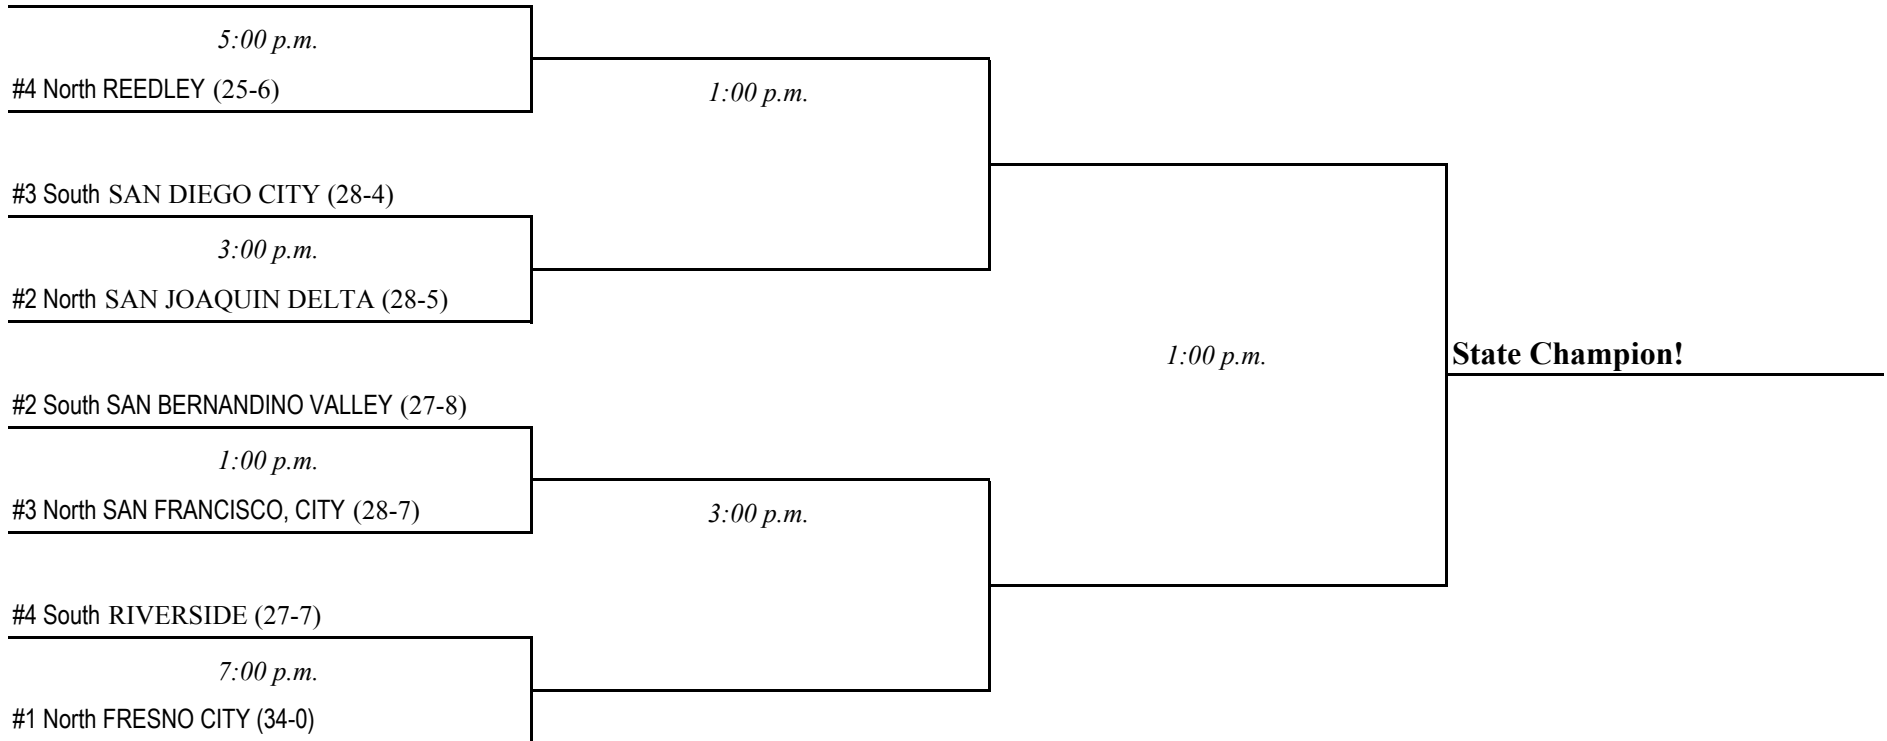 5:00 p.m.
#4 North REEDLEY (25-6)
1:00 p.m.
#3 South SAN DIEGO CITY (28-4)
3:00 p.m.
#2 North SAN JOAQUIN DELTA (28-5)
1:00 p.m.
State Champion!
#2 South SAN BERNANDINO VALLEY (27-8)
1:00 p.m.
#3 North SAN FRANCISCO, CITY (28-7)
3:00 p.m.
#4 South RIVERSIDE (27-7)
7:00 p.m.
#1 North FRESNO CITY (34-0)